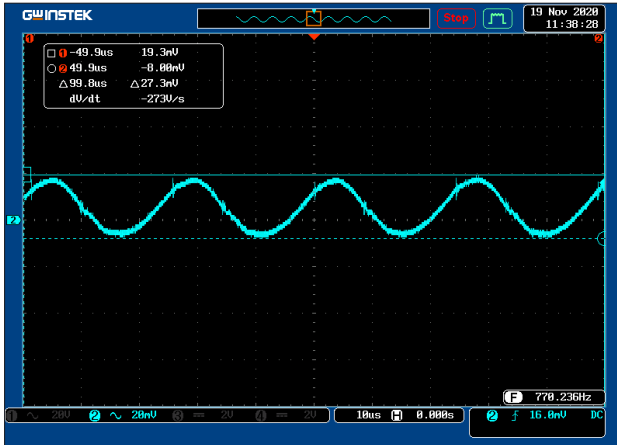 GWINSTEK
Stop
19 Nov 2020
11:38:28
1
2
1 -49.9us 19.3mV
2 49.9us -8.00mV
△99.8us △27.3mV
dV/dt -273V/s
2
F 770.236Hz
1 ∿ 20V 2 ∿ 20mV 3 2V 4 2V 10us H 0.000s 2 16.0mV DC